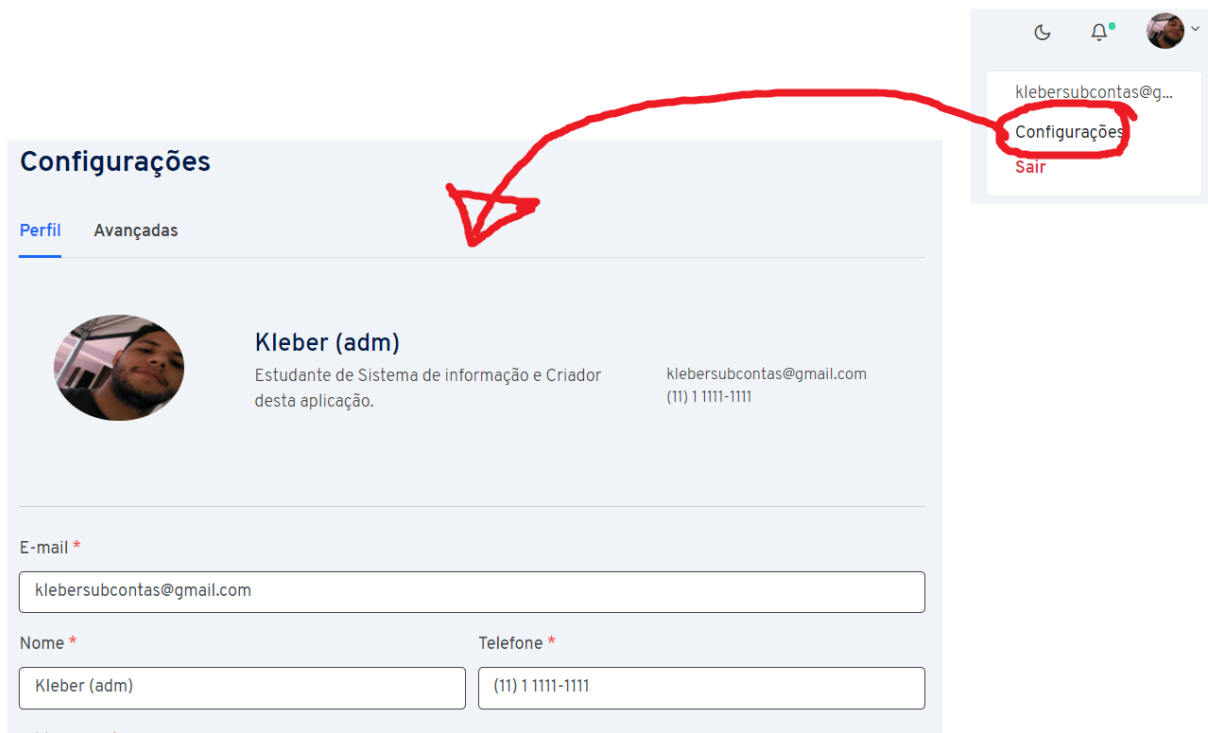 klebersubcontas@g...
Configurações
Sair
Configurações
Perfil Avançadas
Kleber (adm)
Estudante de Sistema de informação e Criador
desta aplicação.
klebersubcontas@gmail.com
(11) 1 1111-1111
E-mail *
klebersubcontas@gmail.com
Nome * Telefone *
Kleber (adm) (11) 1 1111-1111